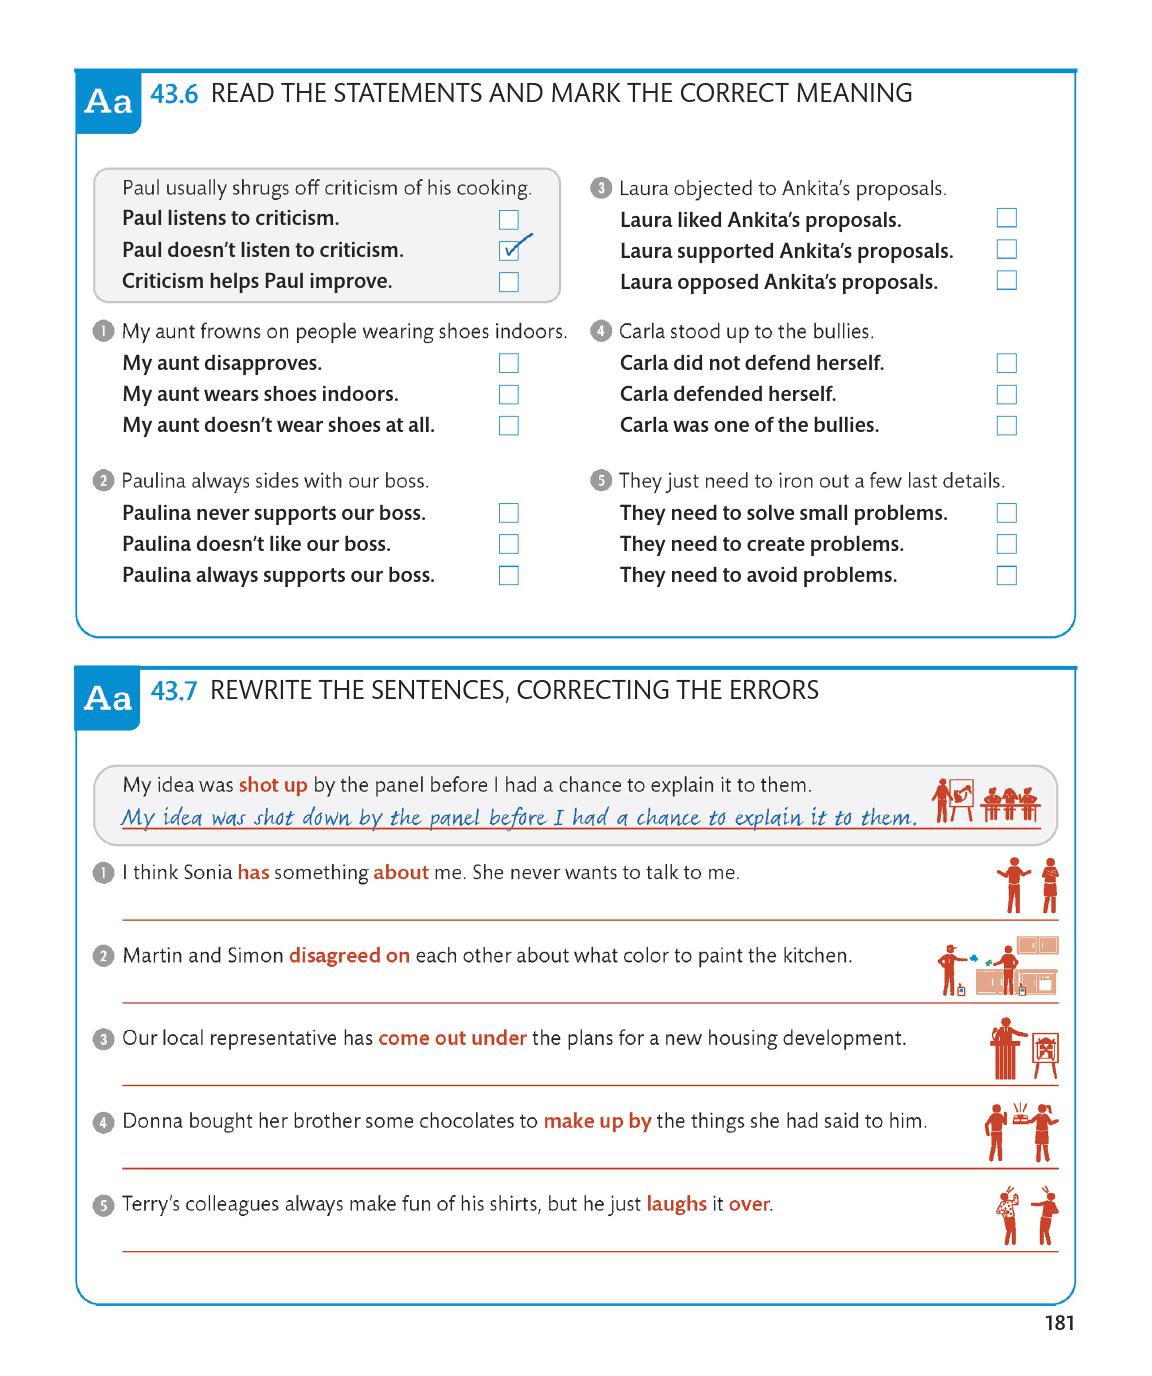 Aa 43.6 READ THE STATEMENTS AND MARK THE CORRECT MEANING
Paul usually shrugs off criticism of his cooking.
Paul listens to criticism.
Paul doesn't listen to criticism.
Criticism helps Paul improve.
1 My aunt frowns on people wearing shoes indoors.
My aunt disapproves.
My aunt wears shoes indoors.
My aunt doesn't wear shoes at all.
2 Paulina always sides with our boss.
Paulina never supports our boss.
Paulina doesn't like our boss.
Paulina always supports our boss.
3 Laura objected to Ankita's proposals.
Laura liked Ankita's proposals.
Laura supported Ankita's proposals.
Laura opposed Ankita's proposals.
4 Carla stood up to the bullies.
Carla did not defend herself.
Carla defended herself.
Carla was one of the bullies.
5 They just need to iron out a few last details.
They need to solve small problems.
They need to create problems.
They need to avoid problems.
Aa 43.7 REWRITE THE SENTENCES, CORRECTING THE ERRORS
My idea was shot up by the panel before I had a chance to explain it to them.
My idea was shot down by the panel before I had a chance to explain it to them.
1 I think Sonia has something about me. She never wants to talk to me.
2 Martin and Simon disagreed on each other about what color to paint the kitchen.
3 Our local representative has come out under the plans for a new housing development.
4 Donna bought her brother some chocolates to make up by the things she had said to him.
5 Terry's colleagues always make fun of his shirts, but he just laughs it over.
181